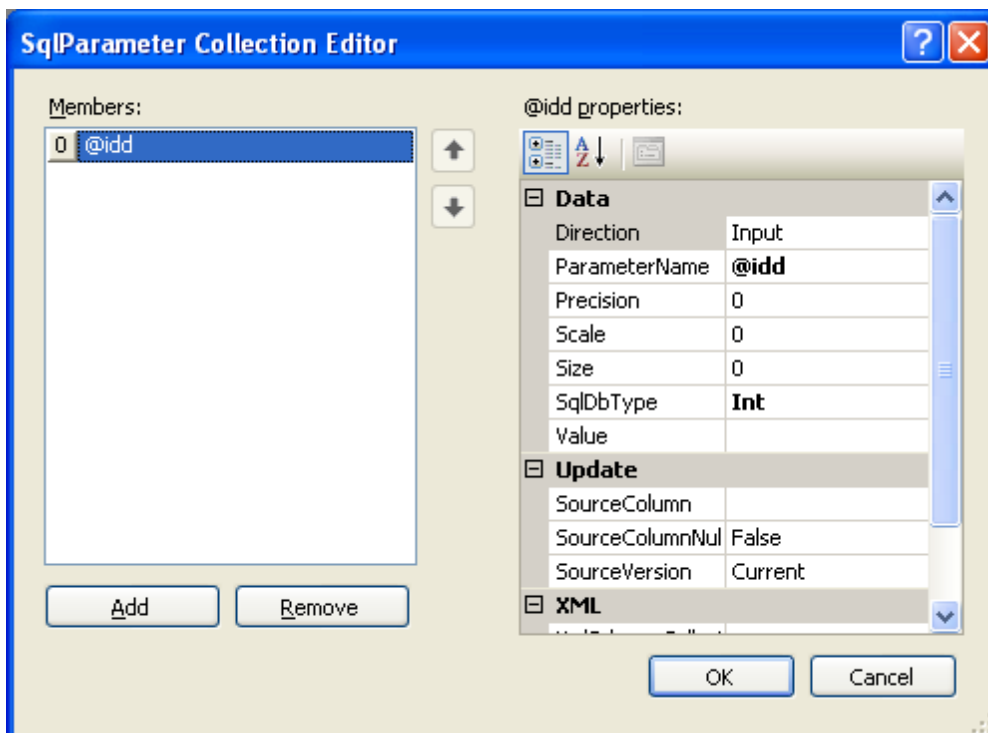 SqlParameter Collection Editor
Members:
@idd properties:
0 @idd
Data
Direction Input
ParameterName @idd
Precision 0
Scale 0
Size 0
SqlDbType Int
Value
Update
SourceColumn
SourceColumnNul False
SourceVersion Current
XML
Add Remove
OK Cancel